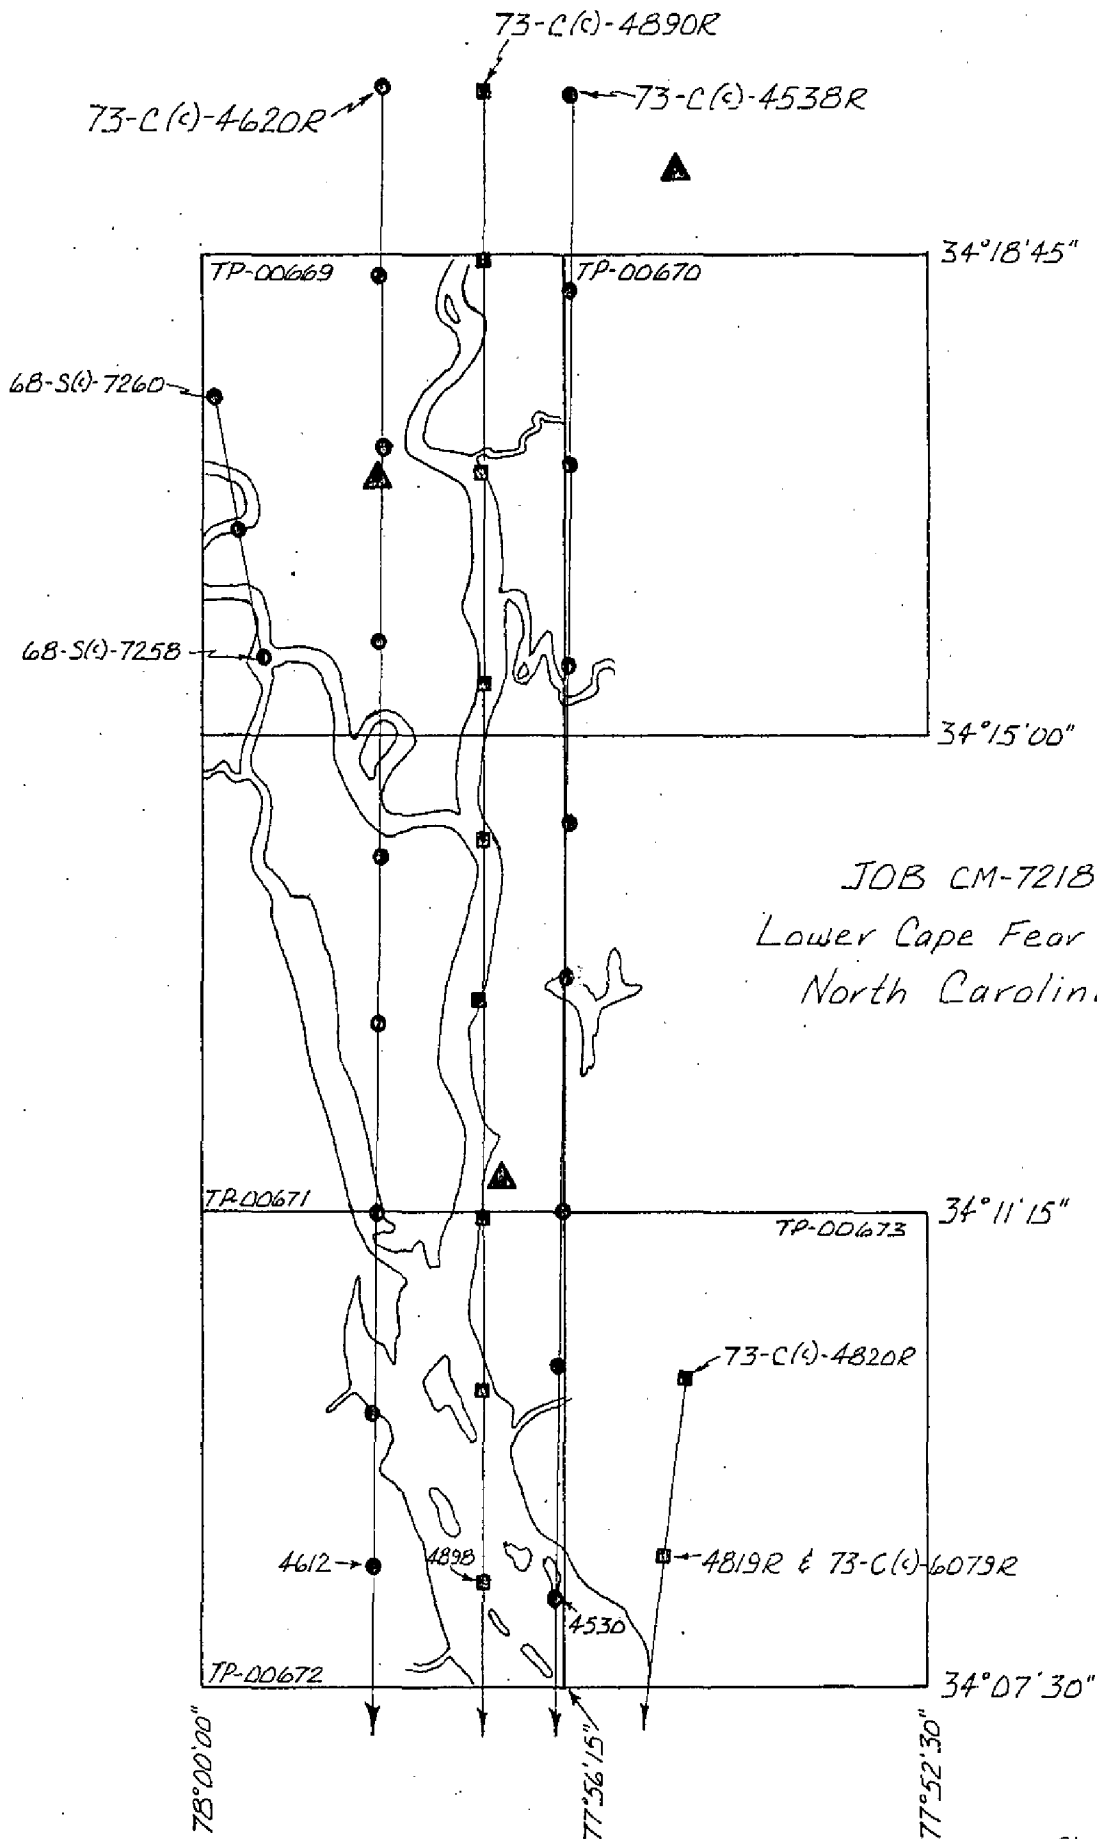 73-C(c)-4890R
73-C(c)-4620R
73-C(c)-4538R
34°18'45"
TP-00669
TP-00670
68-S(c)-7260
68-S(c)-7258
34°15'00"
JOB CM-7218
Lower Cape Fear
North Carolin
TP-00671
34°11'15"
TP-00673
73-C(c)-4820R
4612
4898
4819R & 73-C(c)-6079R
4530
TP-00672
34°07'30"
78°00'00"
77°56'15"
77°52'30"